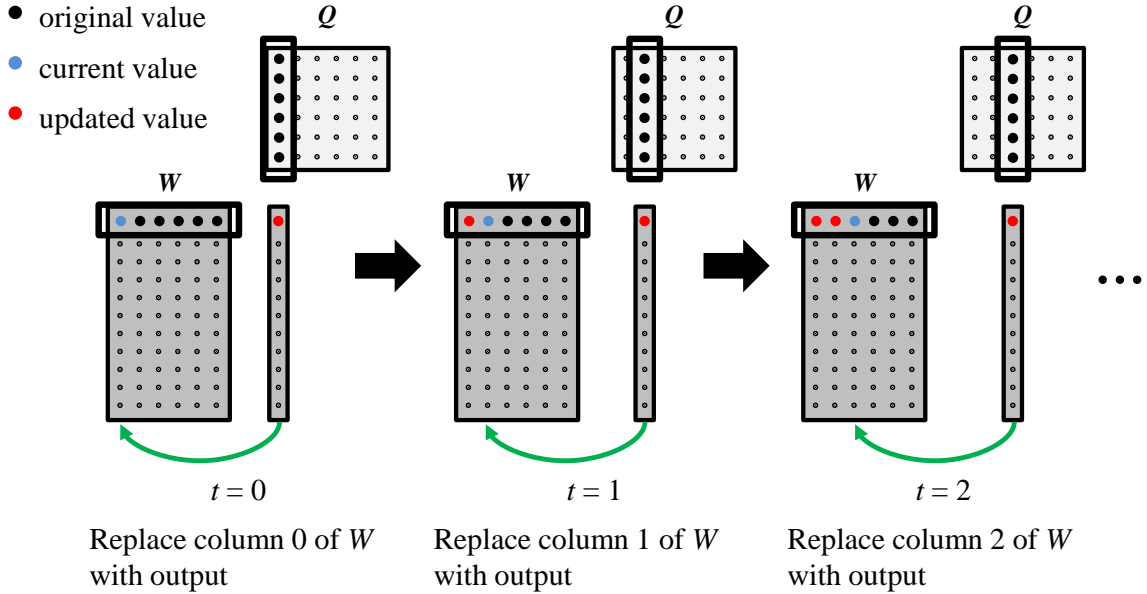 original value
current value
updated value
Q
Q
Q
W
W
W
...
t = 0
t = 1
t = 2
Replace column 0 of W
with output
Replace column 1 of W
with output
Replace column 2 of W
with output